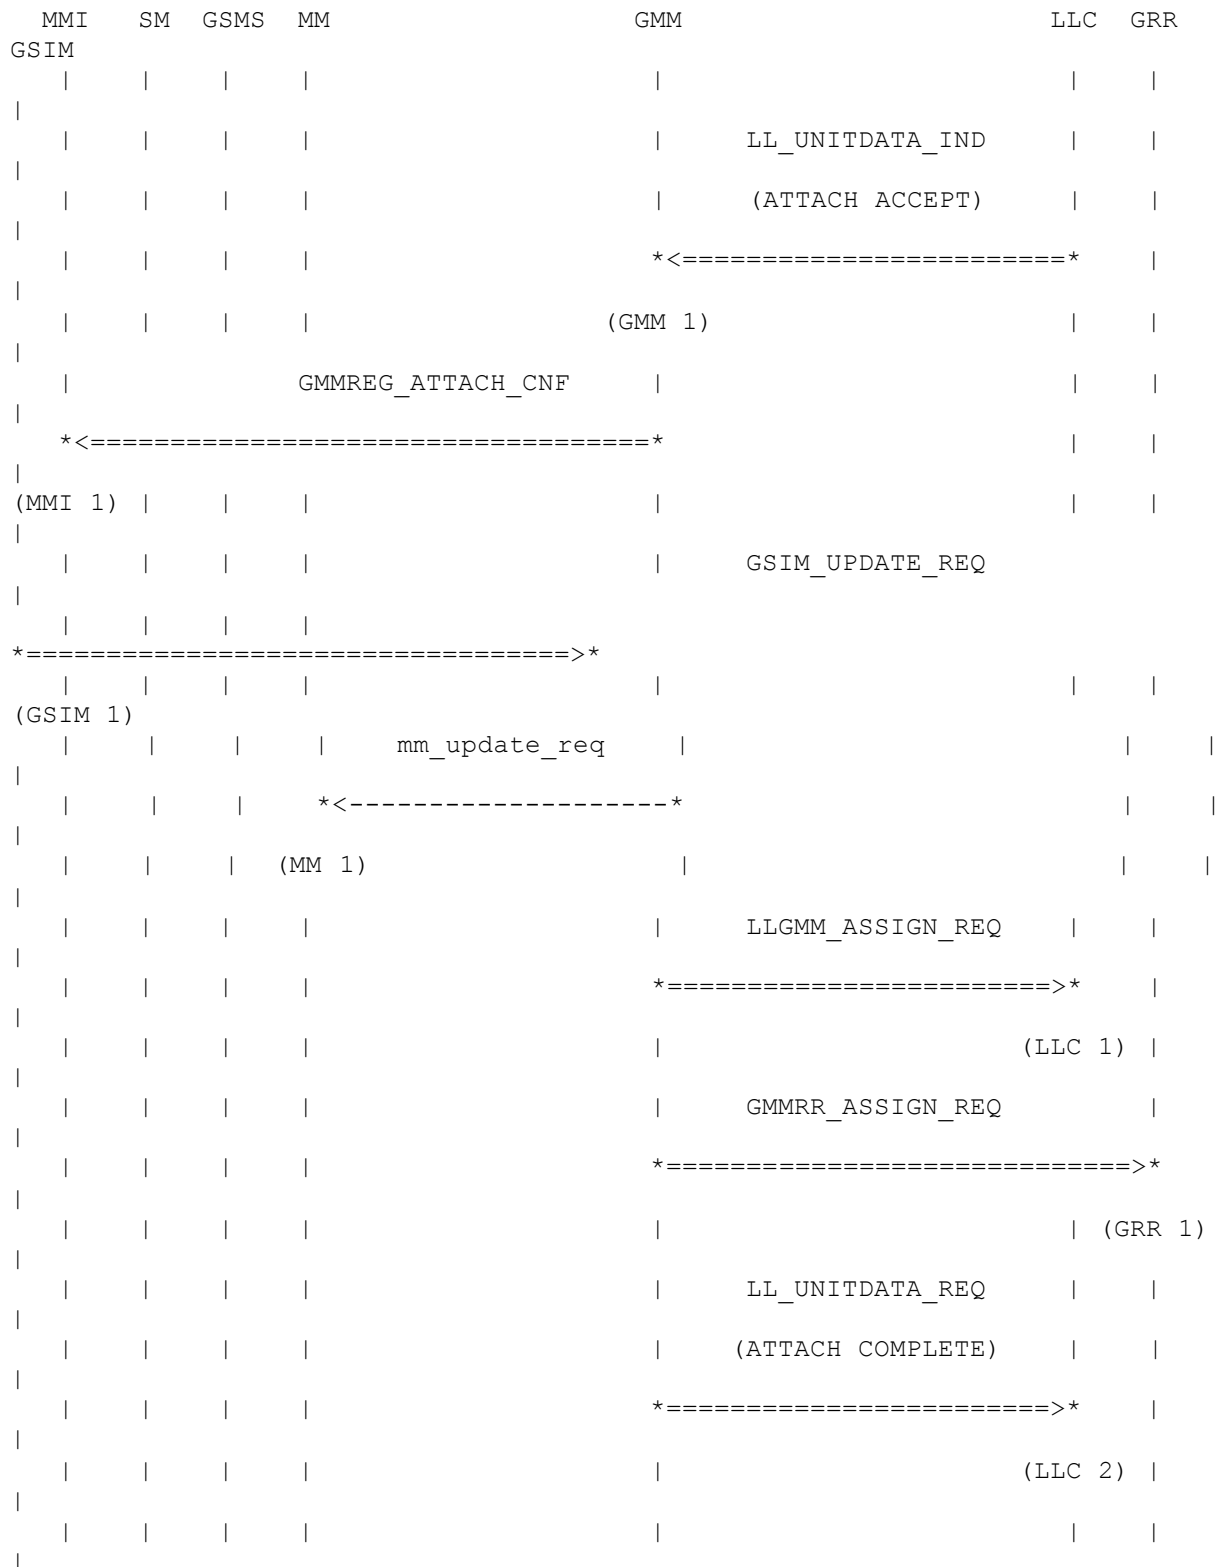 MMI    SM  GSMS  MM                   GMM                       LLC  GRR
GSIM
   |    |    |    |                     |                         |    |
|
   |    |    |    |                     |     LL_UNITDATA_IND     |    |
|
   |    |    |    |                     |     (ATTACH ACCEPT)     |    |
|
   |    |    |    |                     *<========================*    |
|
   |    |    |    |                  (GMM 1)                      |    |
|
   |              GMMREG_ATTACH_CNF     |                         |    |
|
   *<===================================*                         |    |
|
(MMI 1) |    |    |                     |                         |    |
|
   |    |    |    |                     |     GSIM_UPDATE_REQ
|
   |    |    |    |
*==================================>*
   |    |    |    |                     |                         |    |
(GSIM 1)
   |    |    |    |    mm_update_req    |                           |    |
|
   |    |    |    *<--------------------*                           |    |
|
   |    |    |  (MM 1)                   |                          |    |
|
   |    |    |    |                     |     LLGMM_ASSIGN_REQ    |    |
|
   |    |    |    |                     *========================>*    |
|
   |    |    |    |                     |                      (LLC 1) |
|
   |    |    |    |                     |     GMMRR_ASSIGN_REQ         |
|
   |    |    |    |                     *=============================>*
|
   |    |    |    |                     |                         | (GRR 1)
|
   |    |    |    |                     |     LL_UNITDATA_REQ     |    |
|
   |    |    |    |                     |    (ATTACH COMPLETE)    |    |
|
   |    |    |    |                     *========================>*    |
|
   |    |    |    |                     |                      (LLC 2) |
|
   |    |    |    |                     |                         |    |
|